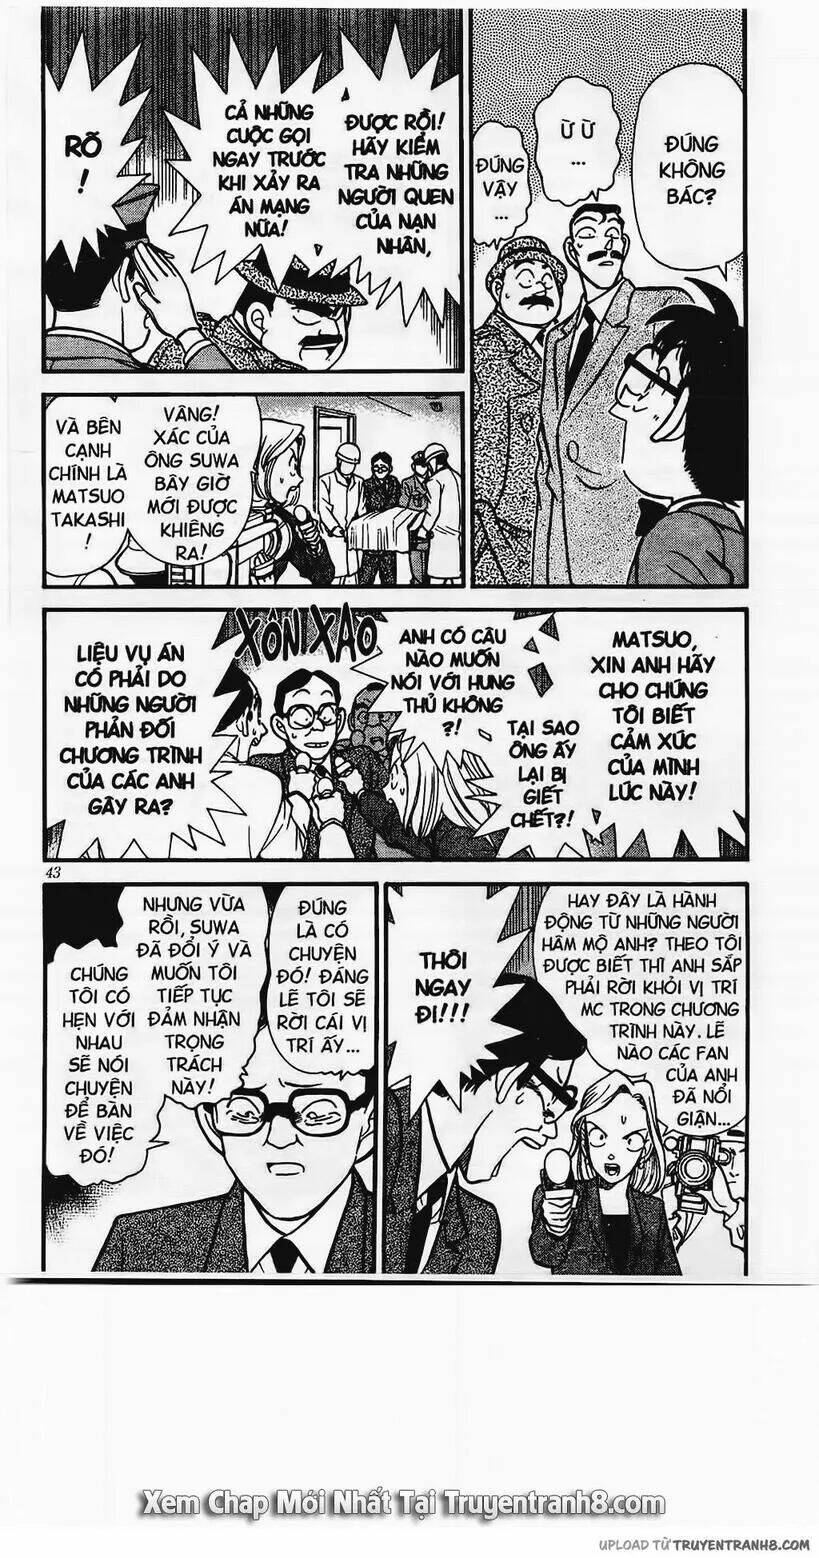 ĐÚNG
KHÔNG
BÁC?
Ừ Ừ
...
ĐÚNG
VẬY
...
ĐƯỢC RỒI!
HÃY KIỂM
TRA NHỮNG
NGƯỜI QUEN
CỦA NẠN
NHÂN,
CẢ NHỮNG
CUỘC GỌI
NGAY TRƯỚC
KHI XẢY RA
ÁN MẠNG
NỮA!
RÕ
!
VÂNG!
XÁC CỦA
ÔNG SUWA
BÂY GIỜ
MỚI ĐƯỢC
KHIÊNG
RA!
VÀ BÊN
CẠNH
CHÍNH LÀ
MATSUO
TAKASHI
!
MATSUO,
XIN ANH HÃY
CHO CHÚNG
TÔI BIẾT
CẢM XÚC
CỦA MÌNH
LÚC NÀY!
TẠI SAO
ÔNG ẤY
LẠI BỊ
GIẾT
CHẾT?!
ANH CÓ CÂU
NÀO MUỐN
NÓI VỚI HUNG
THỦ KHÔNG
?!
XÔN XAO
LIỆU VỤ ÁN
CÓ PHẢI DO
NHỮNG NGƯỜI
PHẢN ĐỐI
CHƯƠNG TRÌNH
CỦA CÁC ANH
GÂY RA?
43
HAY ĐÂY LÀ HÀNH
ĐỘNG TỪ NHỮNG NGƯỜI
HÂM MỘ ANH? THEO TÔI
ĐƯỢC BIẾT THÌ ANH SẮP
PHẢI RỜI KHỎI VỊ TRÍ
MC TRONG CHƯƠNG
TRÌNH NÀY. LẼ
NÀO CÁC FAN
CỦA ANH
ĐÃ NỔI
GIẬN...
THÔI
NGAY
ĐI!!!
ĐÚNG
LÀ CÓ
CHUYỆN
ĐÓ! ĐÁNG
LẼ TÔI SẼ
RỜI CÁI VỊ
TRÍ ẤY...
NHƯNG VỪA
RỒI, SUWA
ĐÃ ĐỔI Ý VÀ
MUỐN TÔI
TIẾP TỤC
ĐẢM NHẬN
TRỌNG
TRÁCH
NÀY!
CHÚNG
TÔI CÓ
HẸN VỚI
NHAU
SẼ NÓI
CHUYỆN
ĐỂ BÀN
VỀ VIỆC
ĐÓ!
Xem Chap Mới Nhất Tại Truyentranh8.com
UPLOAD TỪ TRUYENTRANH8.COM